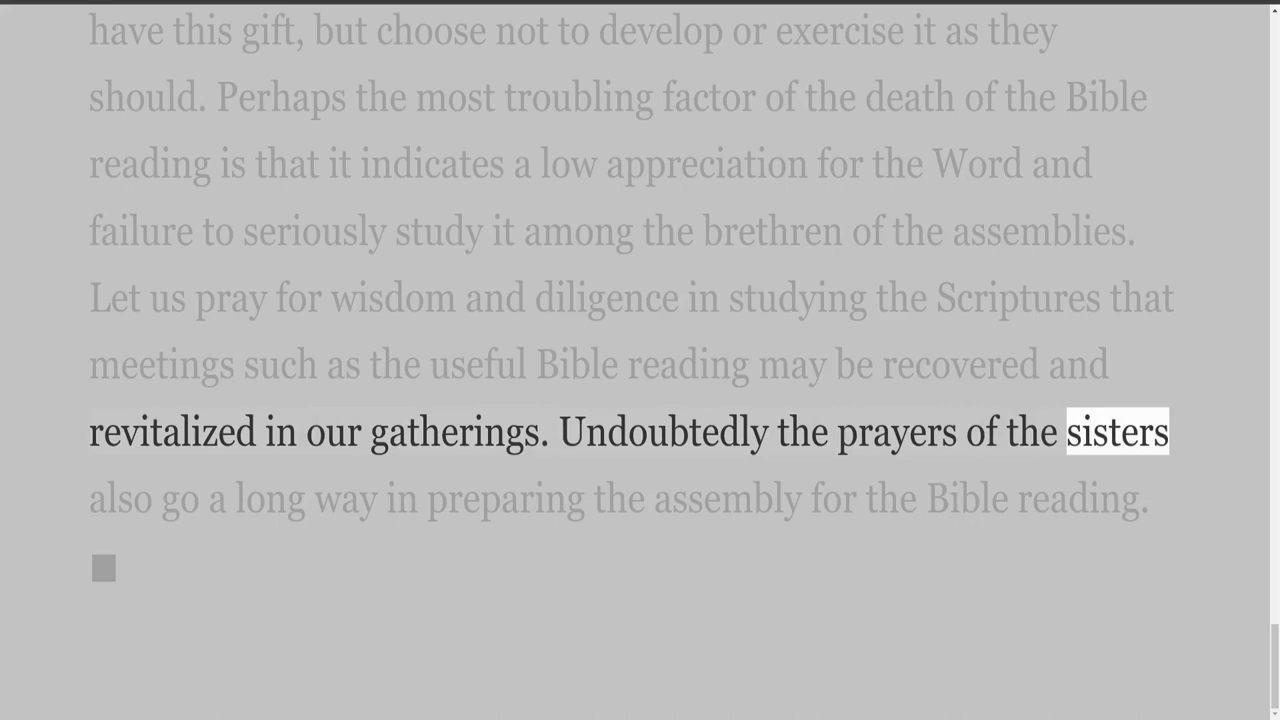 have this gift, but choose not to develop or exercise it as they
should. Perhaps the most troubling factor of the death of the Bible
reading is that it indicates a low appreciation for the Word and
failure to seriously study it among the brethren of the assemblies.
Let us pray for wisdom and diligence in studying the Scriptures that
meetings such as the useful Bible reading may be recovered and
revitalized in our gatherings. Undoubtedly the prayers of the sisters
also go a long way in preparing the assembly for the Bible reading.
■